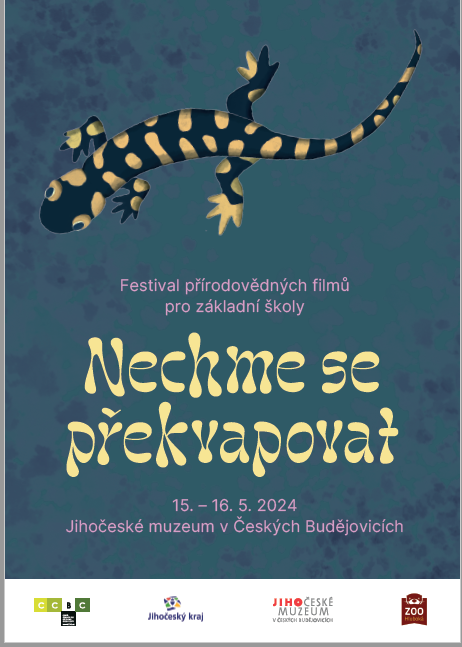 Festival přírodovědných filmů
pro základní školy
Nechme se
překvapovat
15. – 16. 5. 2024
Jihočeské muzeum v Českých Budějovicích
C C B C
Jihočeský kraj
JIHOČESKÉ
MUZEUM
V ČESKÝCH BUDĚJOVICÍCH
ZOO
Hluboká